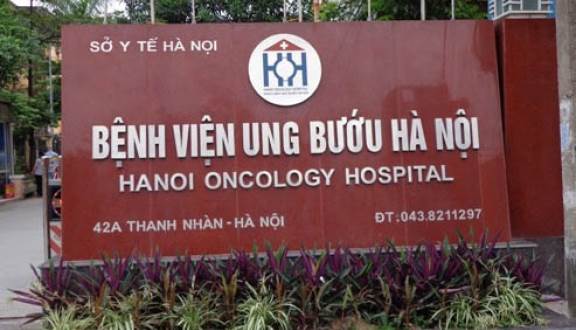 SỞ Y TẾ HÀ NỘI
BỆNH VIỆN UNG BƯỚU HÀ NỘI
HANOI ONCOLOGY HOSPITAL
42A THANH NHÀN - HÀ NỘI
ĐT: 043.8211297